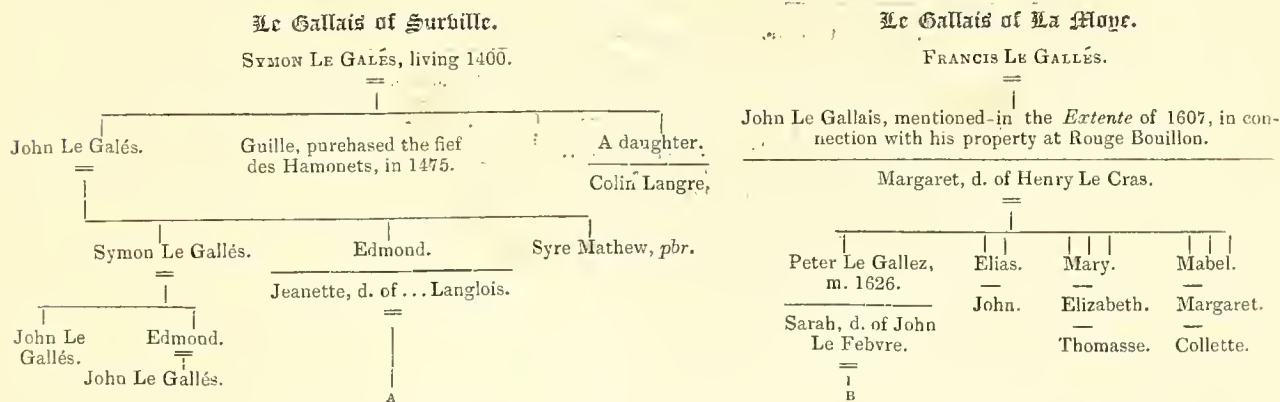 Le Gallais of Surville.
SYMON LE GALÉS, living 1400.
John Le Galés.
Guille, purehased the fief
des Hamonets, in 1475.
A daughter.
Colin Langre,
Symon Le Gallés.
Edmond.
Syre Mathew, pbr.
Jeanette, d. of ... Langlois.
John Le
Gallés.
Edmond.
John Le Gallés.
A
Le Gallais of La Moye.
FRANCIS LE GALLÉS.
John Le Gallais, mentioned in the Extente of 1607, in con-
nection with his property at Rouge Bouillon.
Margaret, d. of Henry Le Cras.
Peter Le Gallez,
m. 1626.
Elias.
Mary.
Mabel.
John.
Elizabeth.
Margaret.
Sarah, d. of John
Le Febvre.
Thomasse.
Collette.
B